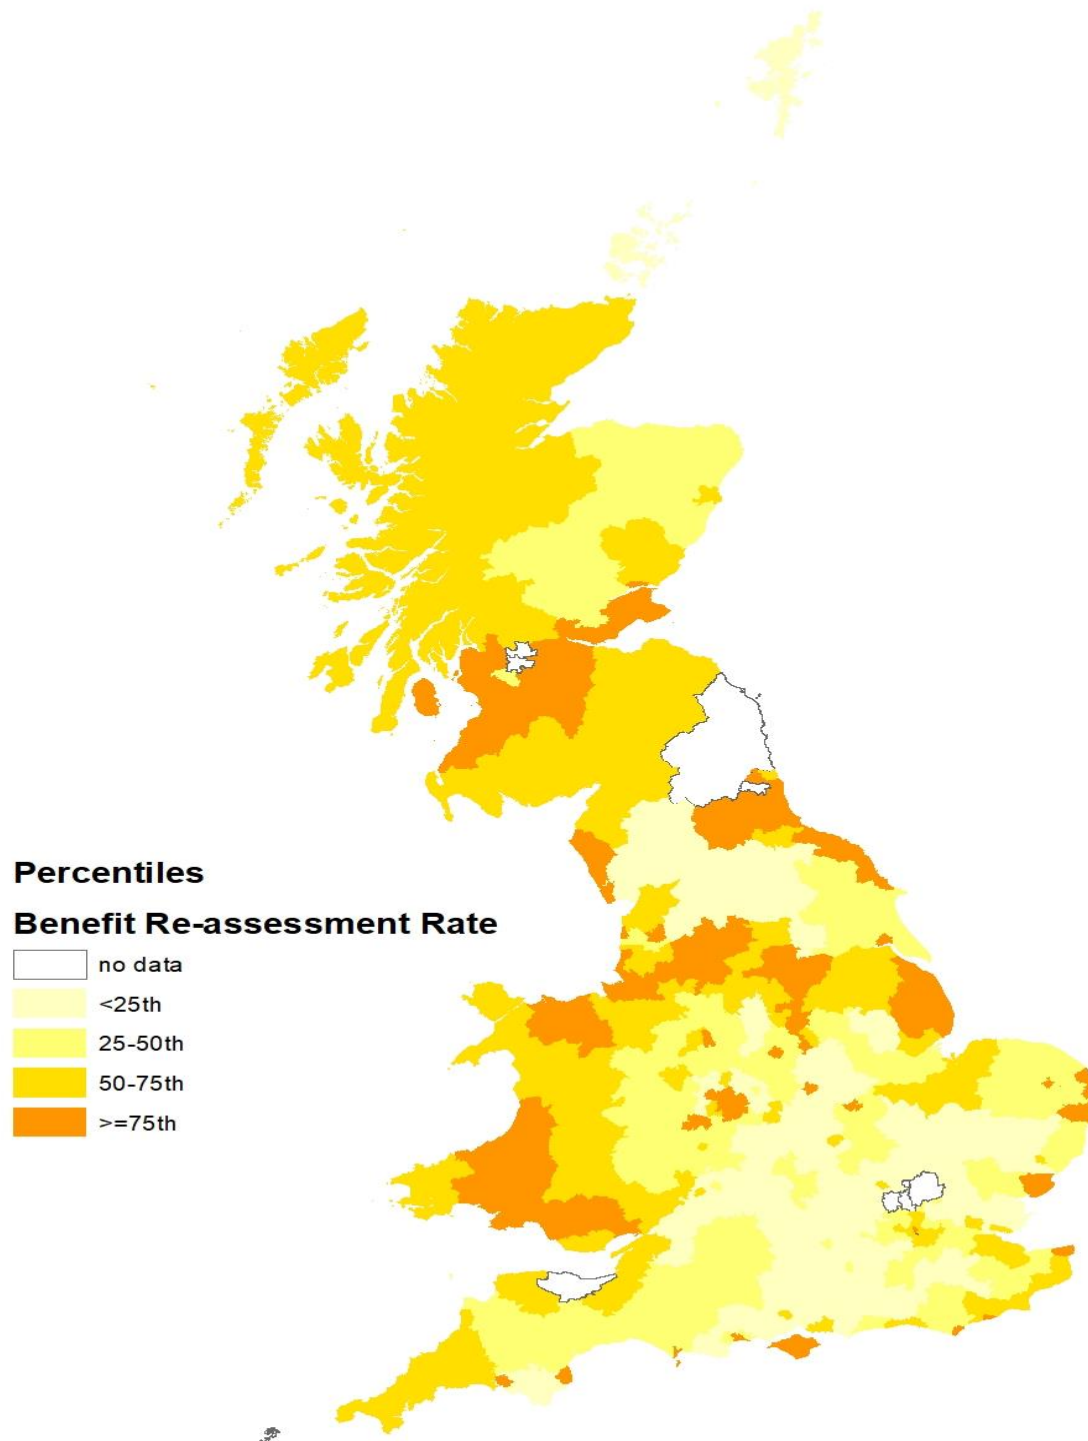 Percentiles
Benefit Re-assessment Rate
no data
<25th
25-50th
50-75th
>=75th